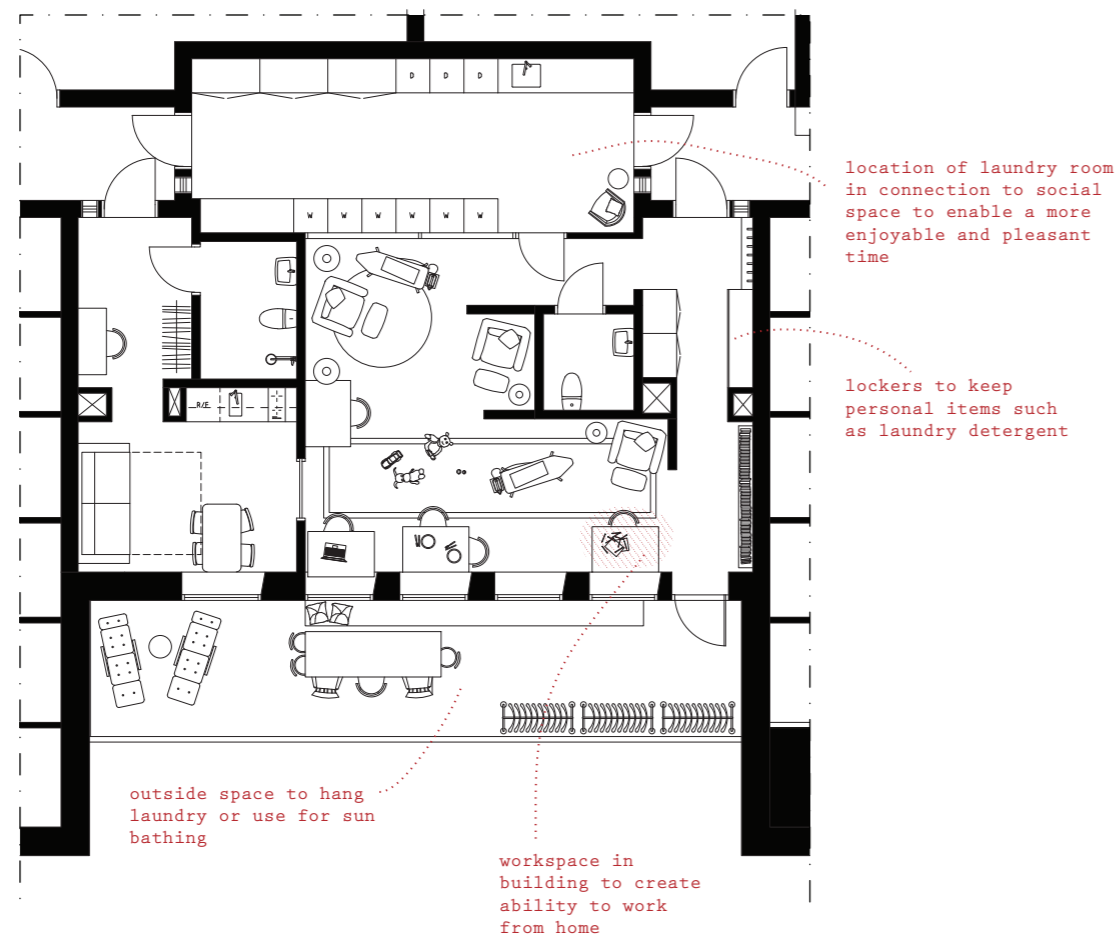 D D D
location of laundry room
in connection to social
space to enable a more
enjoyable and pleasant
time
W W W W W W
lockers to keep
personal items such
as laundry detergent
R/F
outside space to hang
laundry or use for sun
bathing
workspace in
building to create
ability to work
from home